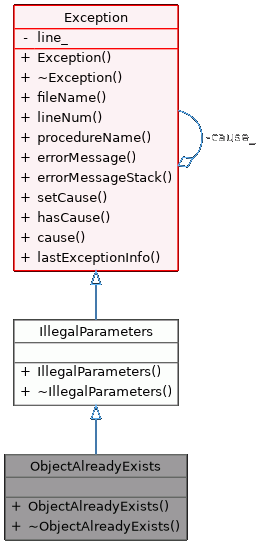 Exception
- line_
+ Exception()
+ ~Exception()
+ fileName()
+ lineNum()
+ procedureName()
+ errorMessage()
+ errorMessageStack()
+ setCause()
+ hasCause()
+ cause()
+ lastExceptionInfo()
-cause_
IllegalParameters
+ IllegalParameters()
+ ~IllegalParameters()
ObjectAlreadyExists
+ ObjectAlreadyExists()
+ ~ObjectAlreadyExists()